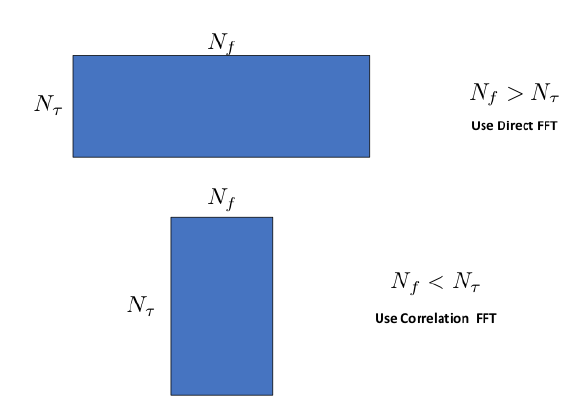 N_f
N_τ
N_f > N_τ
Use Direct FFT
N_f
N_τ
N_f < N_τ
Use Correlation FFT